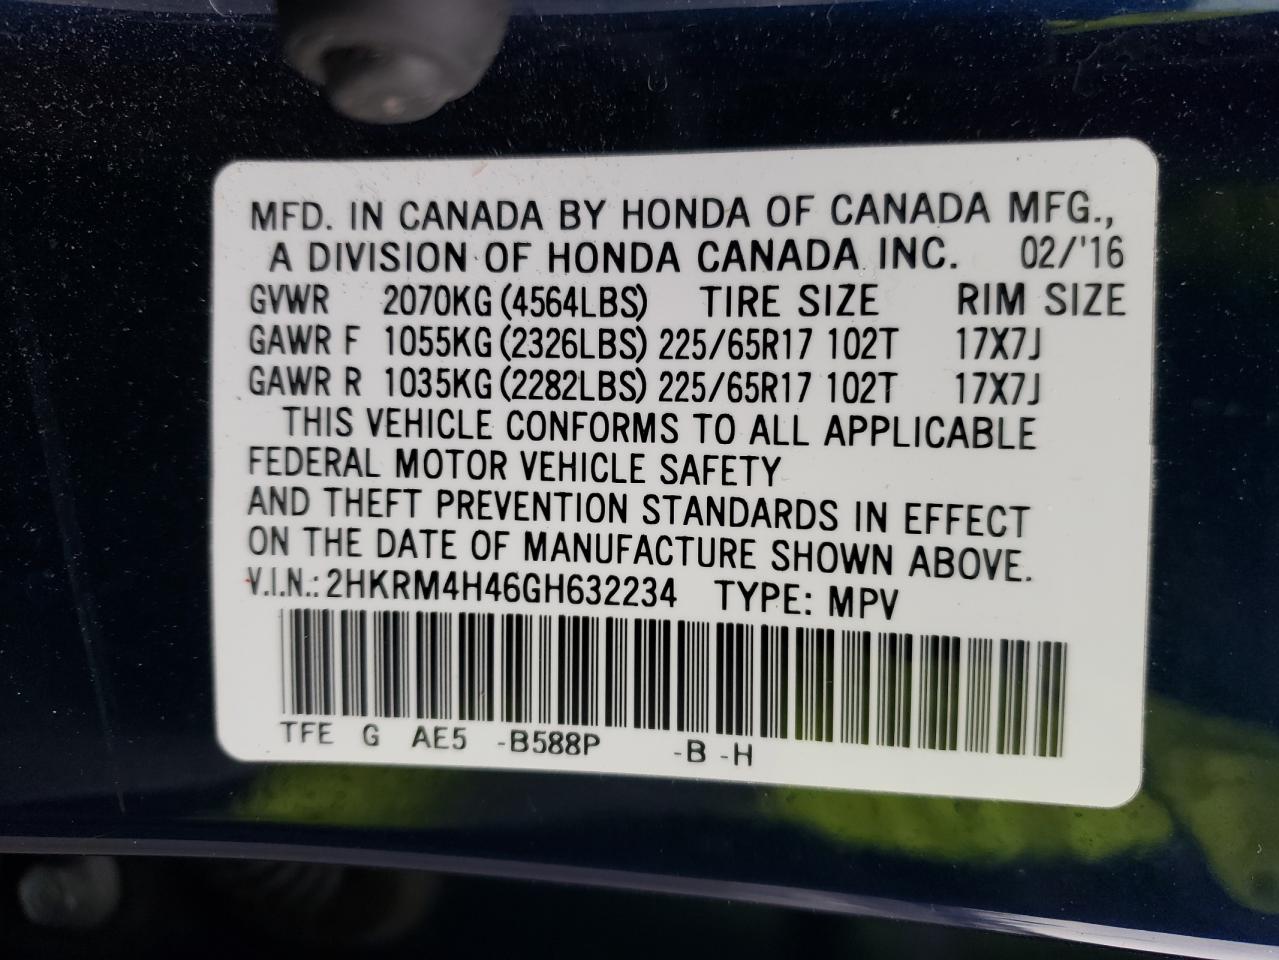 MFD. IN CANADA BY HONDA OF CANADA MFG.,
A DIVISION OF HONDA CANADA INC. 02/'16
GVWR 2070KG (4564LBS) TIRE SIZE RIM SIZE
GAWR F 1055KG (2326LBS) 225/65R17 102T 17X7J
GAWR R 1035KG (2282LBS) 225/65R17 102T 17X7J
THIS VEHICLE CONFORMS TO ALL APPLICABLE
FEDERAL MOTOR VEHICLE SAFETY
AND THEFT PREVENTION STANDARDS IN EFFECT
ON THE DATE OF MANUFACTURE SHOWN ABOVE.
V.I.N.: 2HKRM4H46GH632234 TYPE: MPV
TFE G AE5 -B588P -B -H